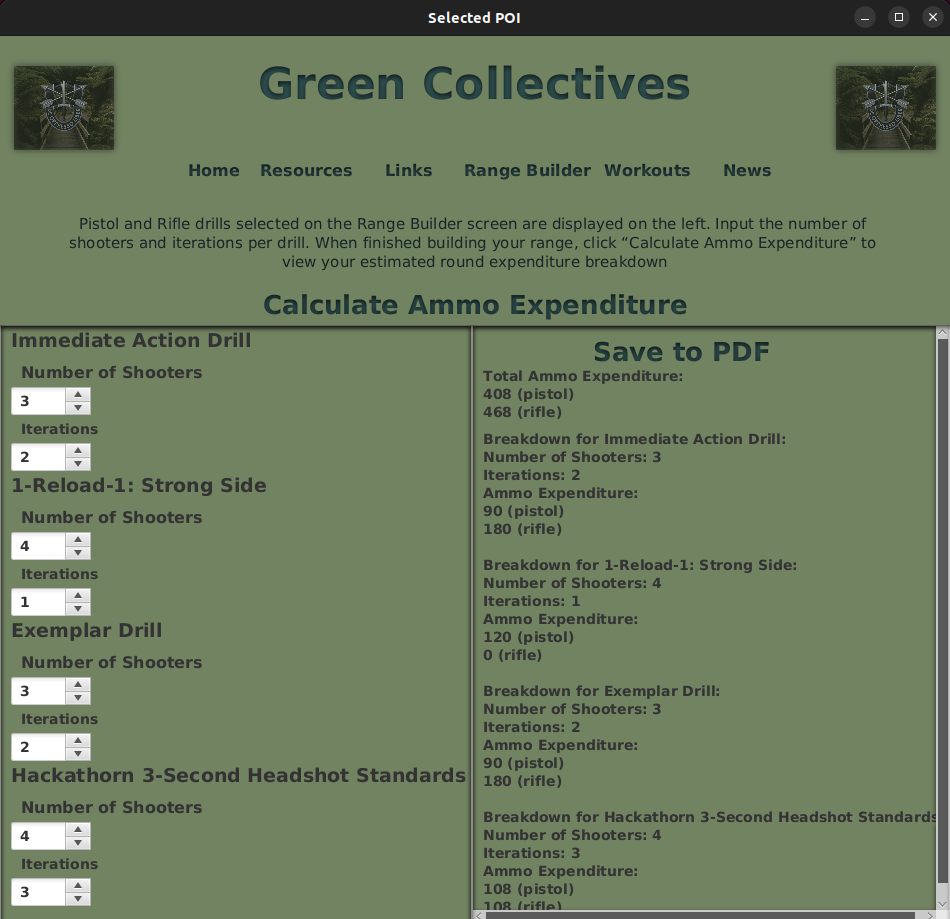 Selected POI
Green Collectives
Home Resources Links Range Builder Workouts News
Pistol and Rifle drills selected on the Range Builder screen are displayed on the left. Input the number of
shooters and iterations per drill. When finished building your range, click “Calculate Ammo Expenditure” to
view your estimated round expenditure breakdown
Calculate Ammo Expenditure
Immediate Action Drill
Number of Shooters
3
Iterations
2
1-Reload-1: Strong Side
Number of Shooters
4
Iterations
1
Exemplar Drill
Number of Shooters
3
Iterations
2
Hackathorn 3-Second Headshot Standards
Number of Shooters
4
Iterations
3
Save to PDF
Total Ammo Expenditure:
408 (pistol)
468 (rifle)
Breakdown for Immediate Action Drill:
Number of Shooters: 3
Iterations: 2
Ammo Expenditure:
90 (pistol)
180 (rifle)
Breakdown for 1-Reload-1: Strong Side:
Number of Shooters: 4
Iterations: 1
Ammo Expenditure:
120 (pistol)
0 (rifle)
Breakdown for Exemplar Drill:
Number of Shooters: 3
Iterations: 2
Ammo Expenditure:
90 (pistol)
180 (rifle)
Breakdown for Hackathorn 3-Second Headshot Standards
Number of Shooters: 4
Iterations: 3
Ammo Expenditure:
108 (pistol)
108 (rifle)